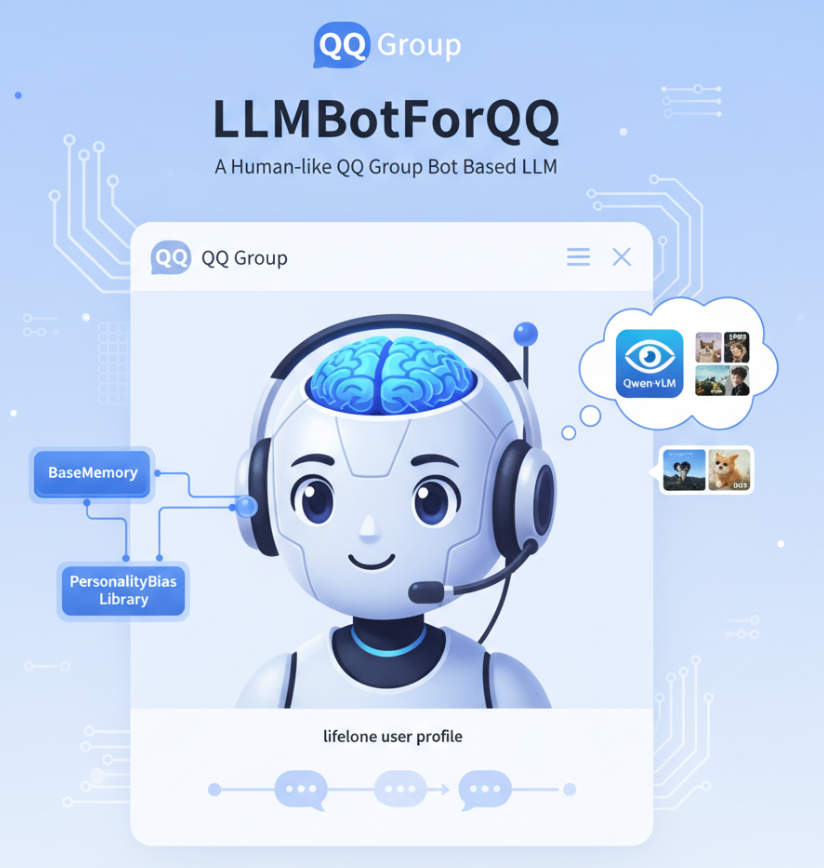 QQ Group
LLMBotForQQ
A Human-like QQ Group Bot Based LLM
QQ QQ Group
Qwen-vLM
BaseMemory
PersonalityBias
Library
lifelone user profile